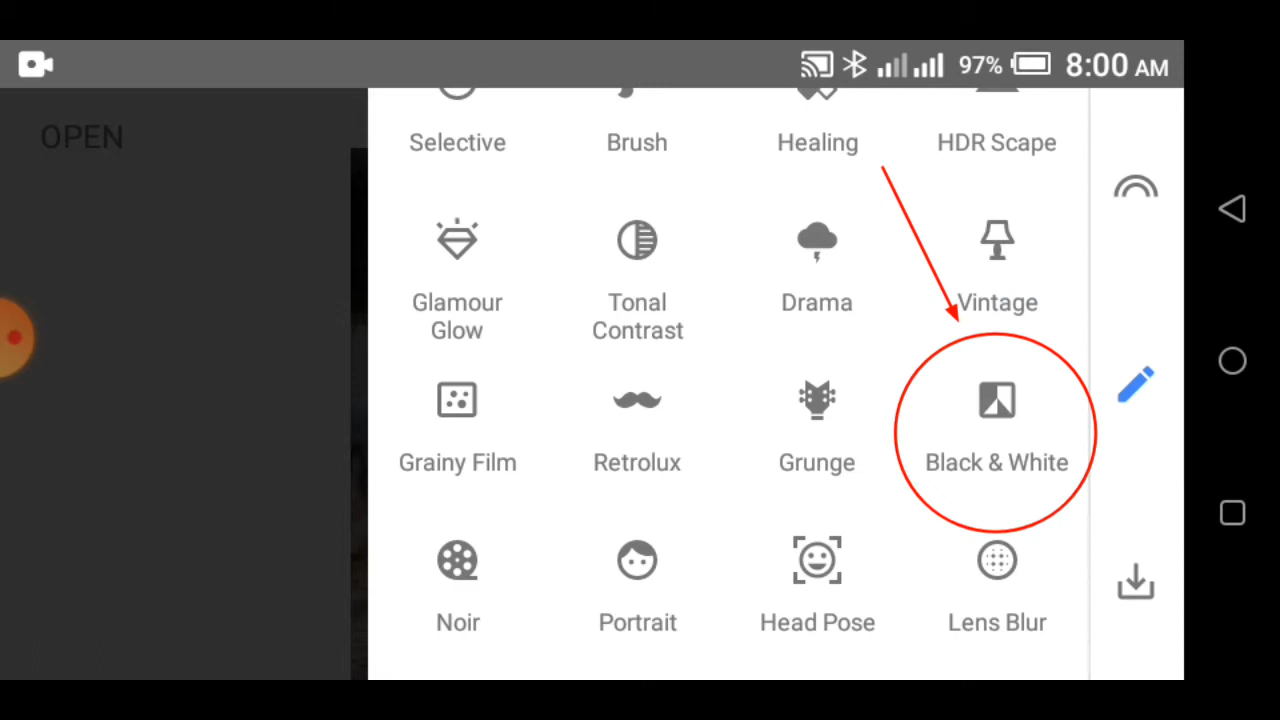 97% 8:00 AM
OPEN
Selective
Brush
Healing
HDR Scape
Glamour
Glow
Tonal
Contrast
Drama
Vintage
Grainy Film
Retrolux
Grunge
Black & White
Noir
Portrait
Head Pose
Lens Blur